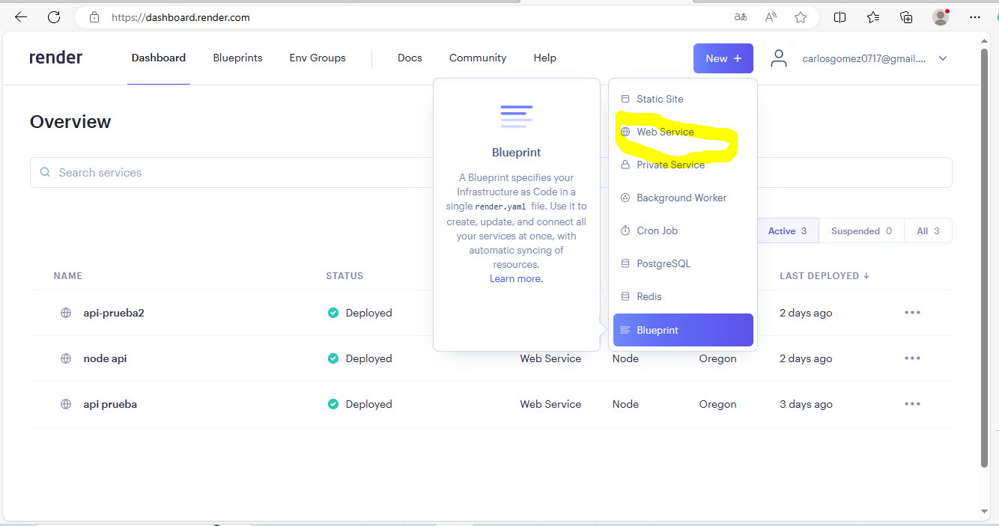 https://dashboard.render.com
render
Dashboard
Blueprints
Env Groups
Docs
Community
Help
New +
carlosgomez0717@gmail....
Overview
Search services
Blueprint
A Blueprint specifies your
Infrastructure as Code in a
single render.yaml file. Use it to
create, update, and connect all
your services at once, with
automatic syncing of
resources.
Learn more.
Static Site
Web Service
Private Service
Background Worker
Cron Job
PostgreSQL
Redis
Blueprint
Active 3
Suspended 0
All 3
NAME
STATUS
LAST DEPLOYED ↓
api-prueba2
Deployed
2 days ago
node api
Deployed
Web Service
Node
Oregon
2 days ago
api prueba
Deployed
Web Service
Node
Oregon
3 days ago